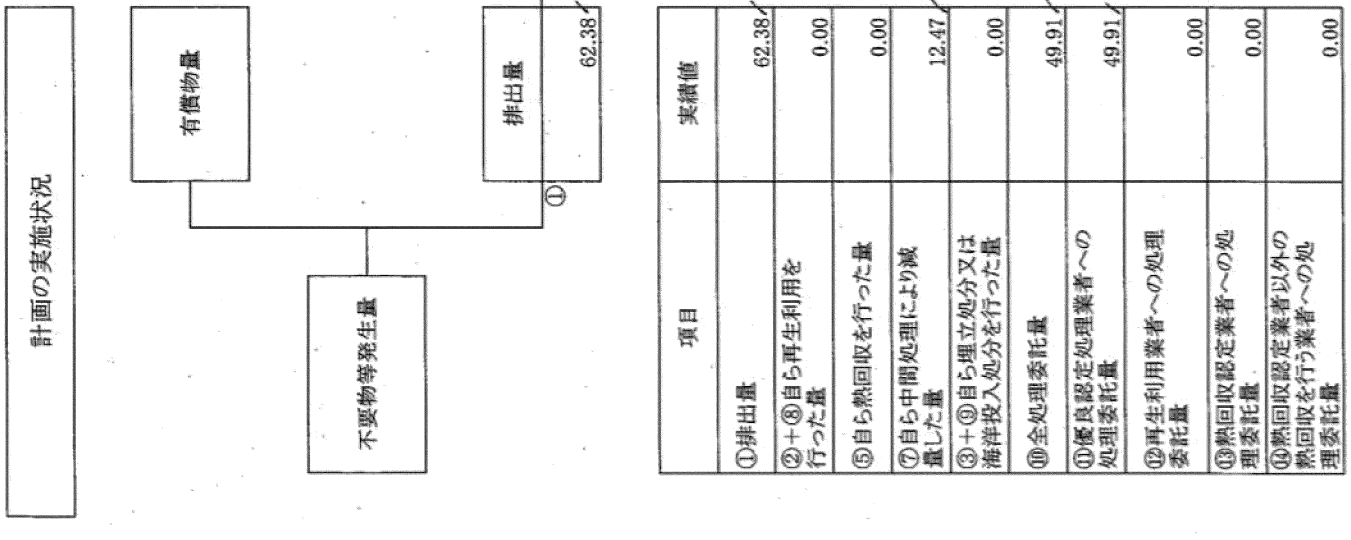 計画の実施状況
有償物量
不要物等発生量
①
排出量
62.38
項目
実績値
①排出量
62.38
②+⑧自ら再生利用を
行った量
0.00
⑤自ら熱回収を行った量
0.00
⑦自ら中間処理により減
量した量
12.47
③+⑨自ら埋立処分又は
海洋投入処分を行った量
0.00
⑩全処理委託量
49.91
⑪優良認定処理業者への
処理委託量
49.91
⑫再生利用業者への処理
委託量
0.00
⑬熱回収認定業者への処
理委託量
0.00
⑭熱回収認定業者以外の
熱回収を行う業者への処
理委託量
0.00